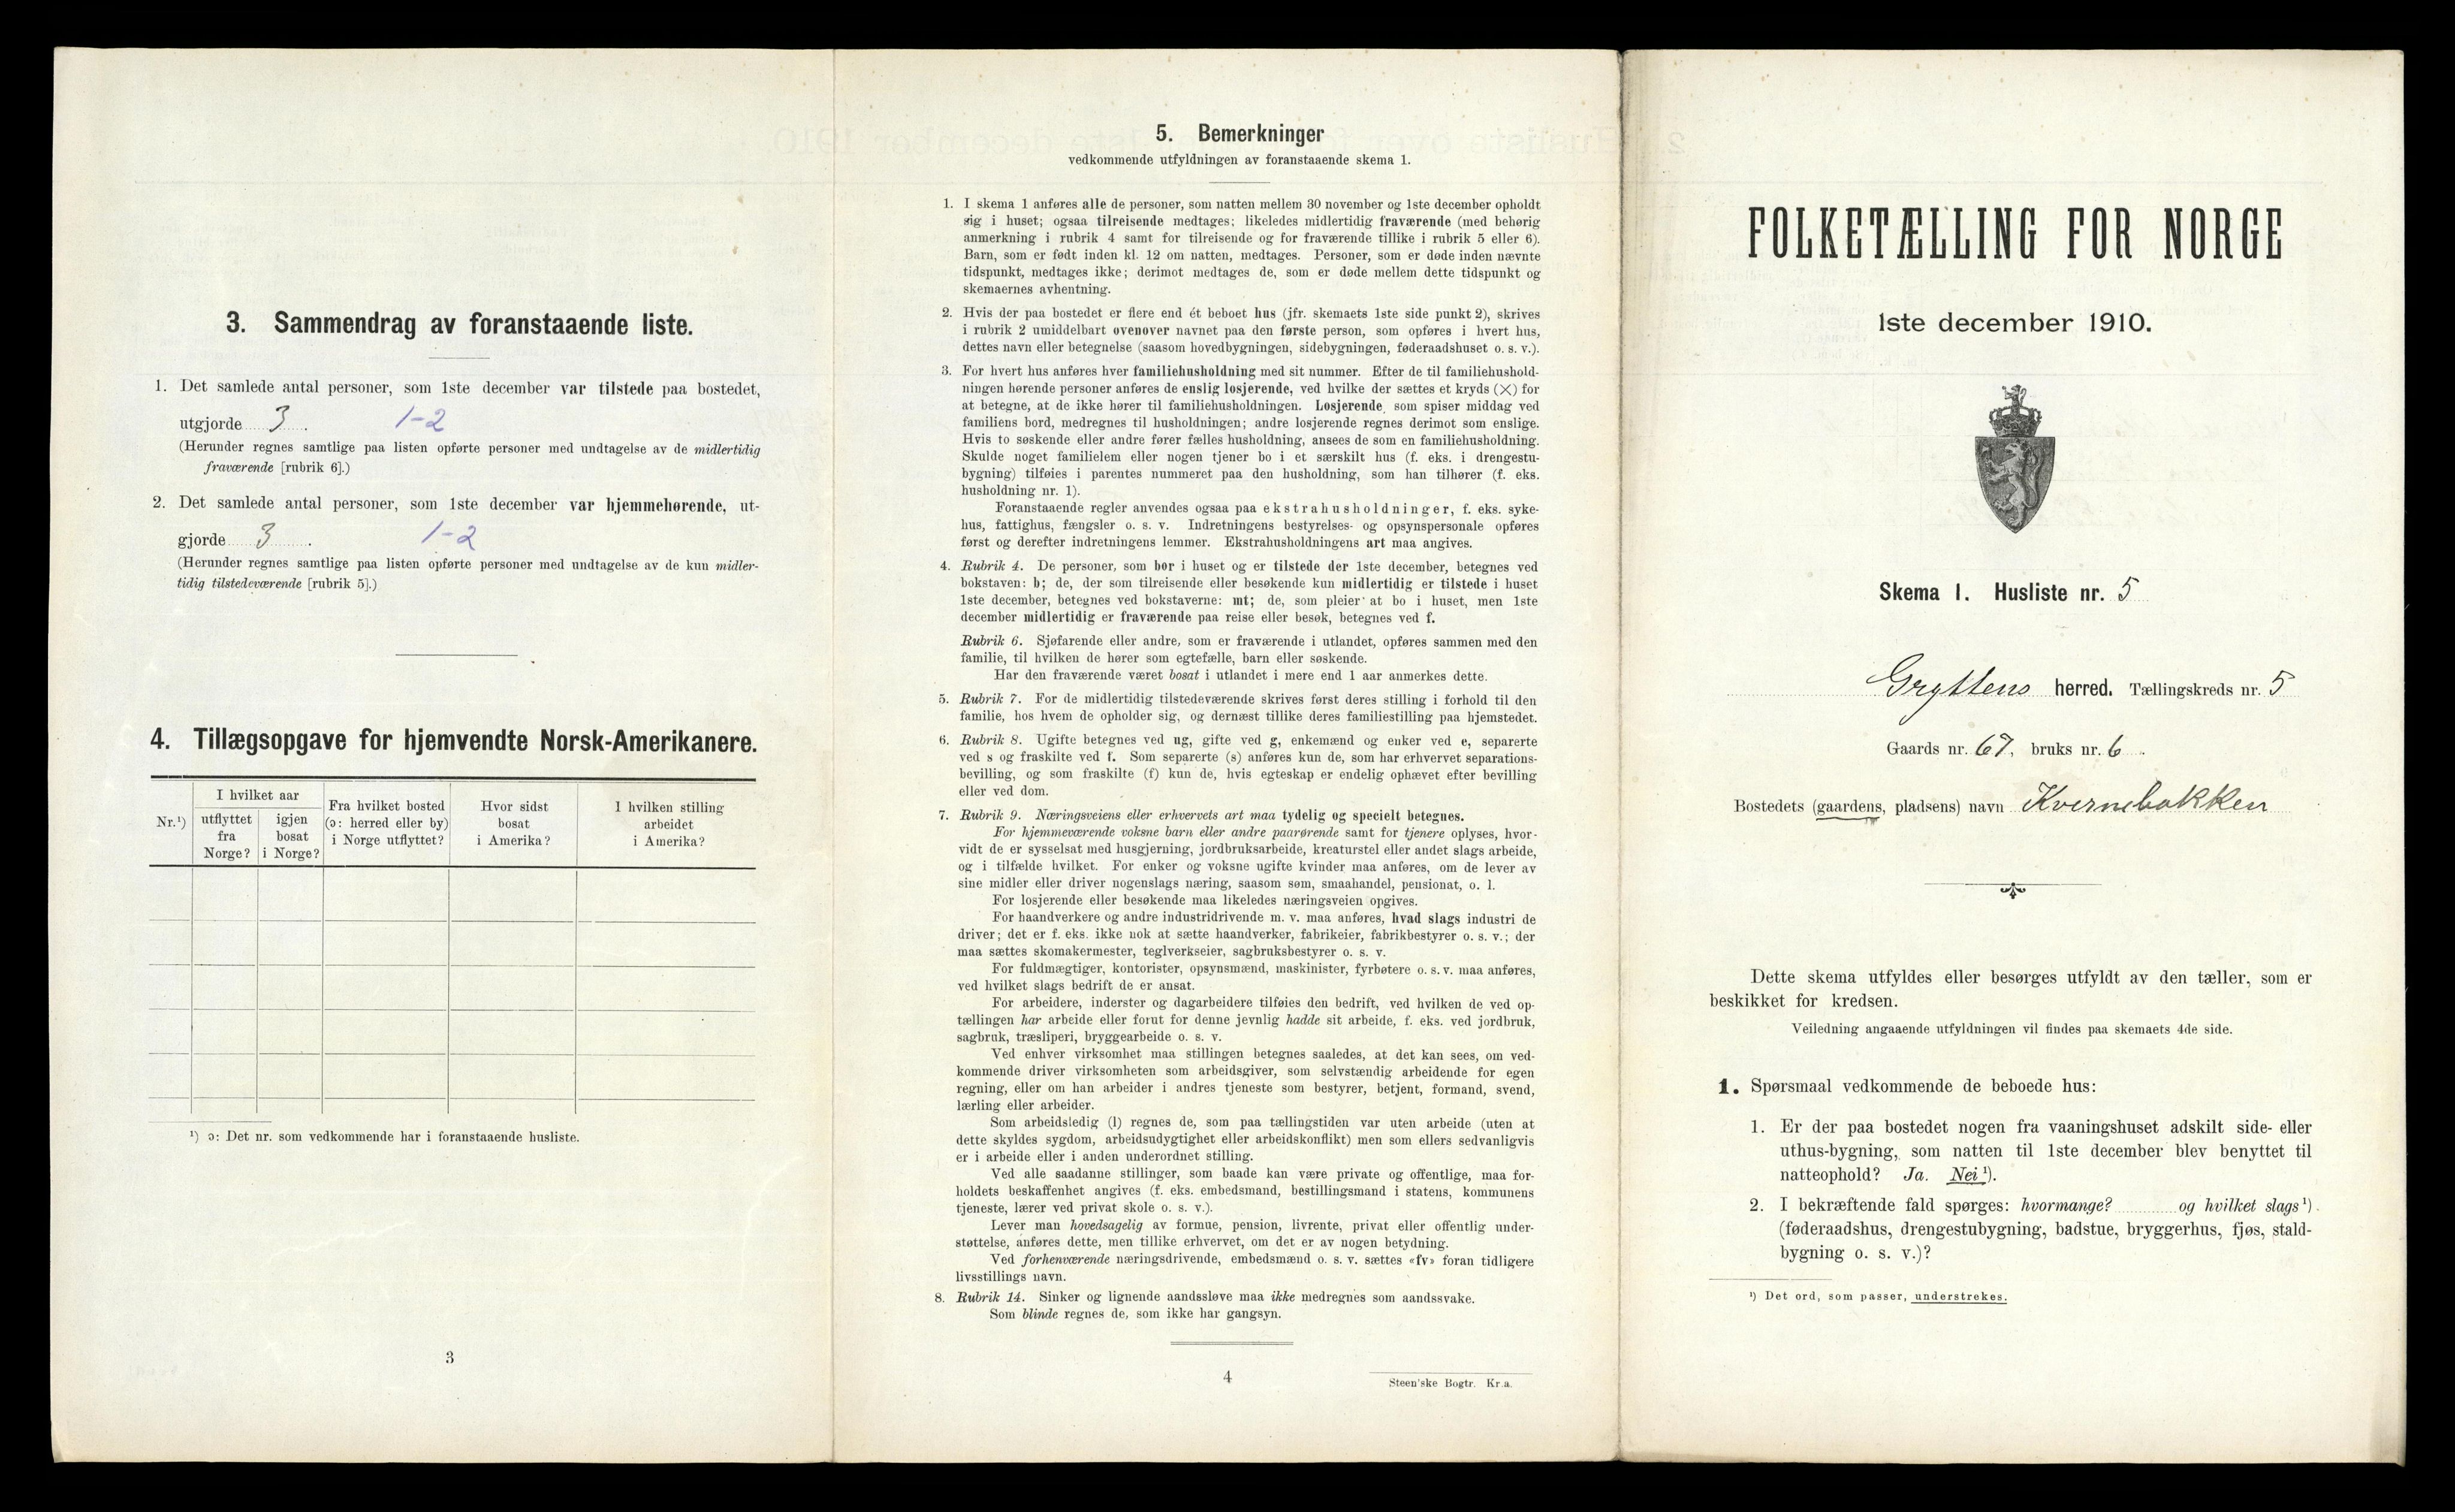 3. Sammendrag av foranstaaende liste.
1. Det samlede antal personer, som 1ste december var tilstede paa bostedet,
utgjorde 3. 1-2
(Herunder regnes samtlige paa listen opførte personer med undtagelse av de midlertidig
fraværende [rubrik 6].)
2. Det samlede antal personer, som 1ste december var hjemmehørende, ut-
gjorde 3. 1-2
(Herunder regnes samtlige paa listen opførte personer med undtagelse av de kun midler-
tidig tilstedeværende [rubrik 5].)
4. Tillægsopgave for hjemvendte Norsk-Amerikanere.
Nr.¹) I hvilket aar utflyttet fra Norge? igjen bosat i Norge?
Fra hvilket bosted (ɔ: herred eller by) i Norge utflyttet?
Hvor sidst bosat i Amerika?
I hvilken stilling arbeidet i Amerika?
¹) ɔ: Det nr. som vedkommende har i foranstaaende husliste.
3
5. Bemerkninger
vedkommende utfyldningen av foranstaaende skema 1.
1. I skema 1 anføres alle de personer, som natten mellem 30 november og 1ste december opholdt
sig i huset; ogsaa tilreisende medtages; likeledes midlertidig fraværende (med behørig
anmerkning i rubrik 4 samt for tilreisende og for fraværende tillike i rubrik 5 eller 6).
Barn, som er født inden kl. 12 om natten, medtages. Personer, som er døde inden nævnte
tidspunkt, medtages ikke; derimot medtages de, som er døde mellem dette tidspunkt og
skemaernes avhentning.
2. Hvis der paa bostedet er flere end ét beboet hus (jfr. skemaets 1ste side punkt 2), skrives
i rubrik 2 umiddelbart ovenover navnet paa den første person, som opføres i hvert hus,
dettes navn eller betegnelse (saasom hovedbygningen, sidebygningen, føderaadshuset o. s. v.).
3. For hvert hus anføres hver familiehusholdning med sit nummer. Efter de til familiehushold-
ningen hørende personer anføres de enslig losjerende, ved hvilke der sættes et kryds (×) for
at betegne, at de ikke hører til familiehusholdningen. Losjerende som spiser middag ved
familiens bord, medregnes til husholdningen; andre losjerende regnes derimot som enslige.
Hvis to søskende eller andre fører fælles husholdning, ansees de som en familiehusholdning.
Skulde noget familielem eller nogen tjener bo i et særskilt hus (f. eks. i drengestu-
bygning) tilføies i parentes nummeret paa den husholdning, som han tilhører (f. eks.
husholdning nr. 1).
Foranstaaende regler anvendes ogsaa paa ekstrahusholdninger, f. eks. syke-
hus, fattighus, fængsler o. s. v. Indretningens bestyrelses- og opsynspersonale opføres
først og derefter indretningens lemmer. Ekstrahusholdningens art maa angives.
4. Rubrik 4. De personer, som bor i huset og er tilstede der 1ste december, betegnes ved
bokstaven: b; de, der som tilreisende eller besøkende kun midlertidig er tilstede i huset
1ste december, betegnes ved bokstaverne: mt; de, som pleier at bo i huset, men 1ste
december midlertidig er fraværende paa reise eller besøk, betegnes ved f.
Rubrik 6. Sjøfarende eller andre, som er fraværende i utlandet, opføres sammen med den
familie, til hvilken de hører som egtefælle, barn eller søskende.
Har den fraværende været bosat i utlandet i mere end 1 aar anmerkes dette.
5. Rubrik 7. For de midlertidig tilstedeværende skrives først deres stilling i forhold til den
familie, hos hvem de opholder sig, og dernæst tillike deres familiestilling paa hjemstedet.
6. Rubrik 8. Ugifte betegnes ved ug, gifte ved g, enkemænd og enker ved e, separerte
ved s og fraskilte ved f. Som separerte (s) anføres kun de, som har erhvervet separations-
bevilling, og som fraskilte (f) kun de, hvis egteskap er endelig ophævet efter bevilling
eller ved dom.
7. Rubrik 9. Næringsveiens eller erhvervets art maa tydelig og specielt betegnes.
For hjemmeværende voksne barn eller andre paarørende samt for tjenere oplyses, hvor-
vidt de er sysselsat med husgjerning, jordbruksarbeide, kreaturstel eller andet slags arbeide,
og i tilfælde hvilket. For enker og voksne ugifte kvinder maa anføres, om de lever av
sine midler eller driver nogenslags næring, saasom søm, smaahandel, pensionat, o. l.
For losjerende eller besøkende maa likeledes næringsveien opgives.
For haandverkere og andre industridrivende m. v. maa anføres, hvad slags industri de
driver; det er f. eks. ikke nok at sætte haandverker, fabrikeier, fabrikbestyrer o. s. v.; der
maa sættes skomakermester, teglverkseier, sagbruksbestyrer o. s. v.
For fuldmægtiger, kontorister, opsynsmænd, maskinister, fyrbøtere o. s. v. maa anføres,
ved hvilket slags bedrift de er ansat.
For arbeidere, inderster og dagarbeidere tilføies den bedrift, ved hvilken de ved op-
tællingen har arbeide eller forut for denne jevnlig hadde sit arbeide, f. eks. ved jordbruk,
sagbruk, træsliperi, bryggearbeide o. s. v.
Ved enhver virksomhet maa stillingen betegnes saaledes, at det kan sees, om ved-
kommende driver virksomheten som arbeidsgiver, som selvstændig arbeidende for egen
regning, eller om han arbeider i andres tjeneste som bestyrer, betjent, formand, svend,
lærling eller arbeider.
Som arbeidsledig (l) regnes de, som paa tællingstiden var uten arbeide (uten at
dette skyldes sygdom, arbeidsudygtighet eller arbeidskonflikt) men som ellers sedvanligvis
er i arbeide eller i anden underordnet stilling.
Ved alle saadanne stillinger, som baade kan være private og offentlige, maa for-
holdets beskaffenhet angives (f. eks. embedsmand, bestillingsmand i statens, kommunens
tjeneste, lærer ved privat skole o. s. v.).
Lever man hovedsagelig av formue, pension, livrente, privat eller offentlig under-
støttelse, anføres dette, men tillike erhvervet, om det er av nogen betydning.
Ved forhenværende næringsdrivende, embedsmænd o. s. v. sættes «fv» foran tidligere
livsstillings navn.
8. Rubrik 14. Sinker og lignende aandssløve maa ikke medregnes som aandssvake.
Som blinde regnes de, som ikke har gangsyn.
4
Steen'ske Bogtr. Kr.a.
FOLKETÆLLING FOR NORGE
1ste december 1910.
Skema 1. Husliste nr. 5
Gryttens herred. Tællingskreds nr. 5
Gaards nr. 67, bruks nr. 6.
Bostedets (gaardens, pladsens) navn Kvernebakken
Dette skema utfyldes eller besørges utfyldt av den tæller, som er
beskikket for kredsen.
Veiledning angaaende utfyldningen vil findes paa skemaets 4de side.
1. Spørsmaal vedkommende de beboede hus:
1. Er der paa bostedet nogen fra vaaningshuset adskilt side- eller
uthus-bygning, som natten til 1ste december blev benyttet til
natteophold? Ja. Nei ¹).
2. I bekræftende fald spørges: hvormange? og hvilket slags ¹).
(føderaadshus, drengestubygning, badstue, bryggerhus, fjøs, stald-
bygning o. s. v.)?
¹) Det ord, som passer, understrekes.